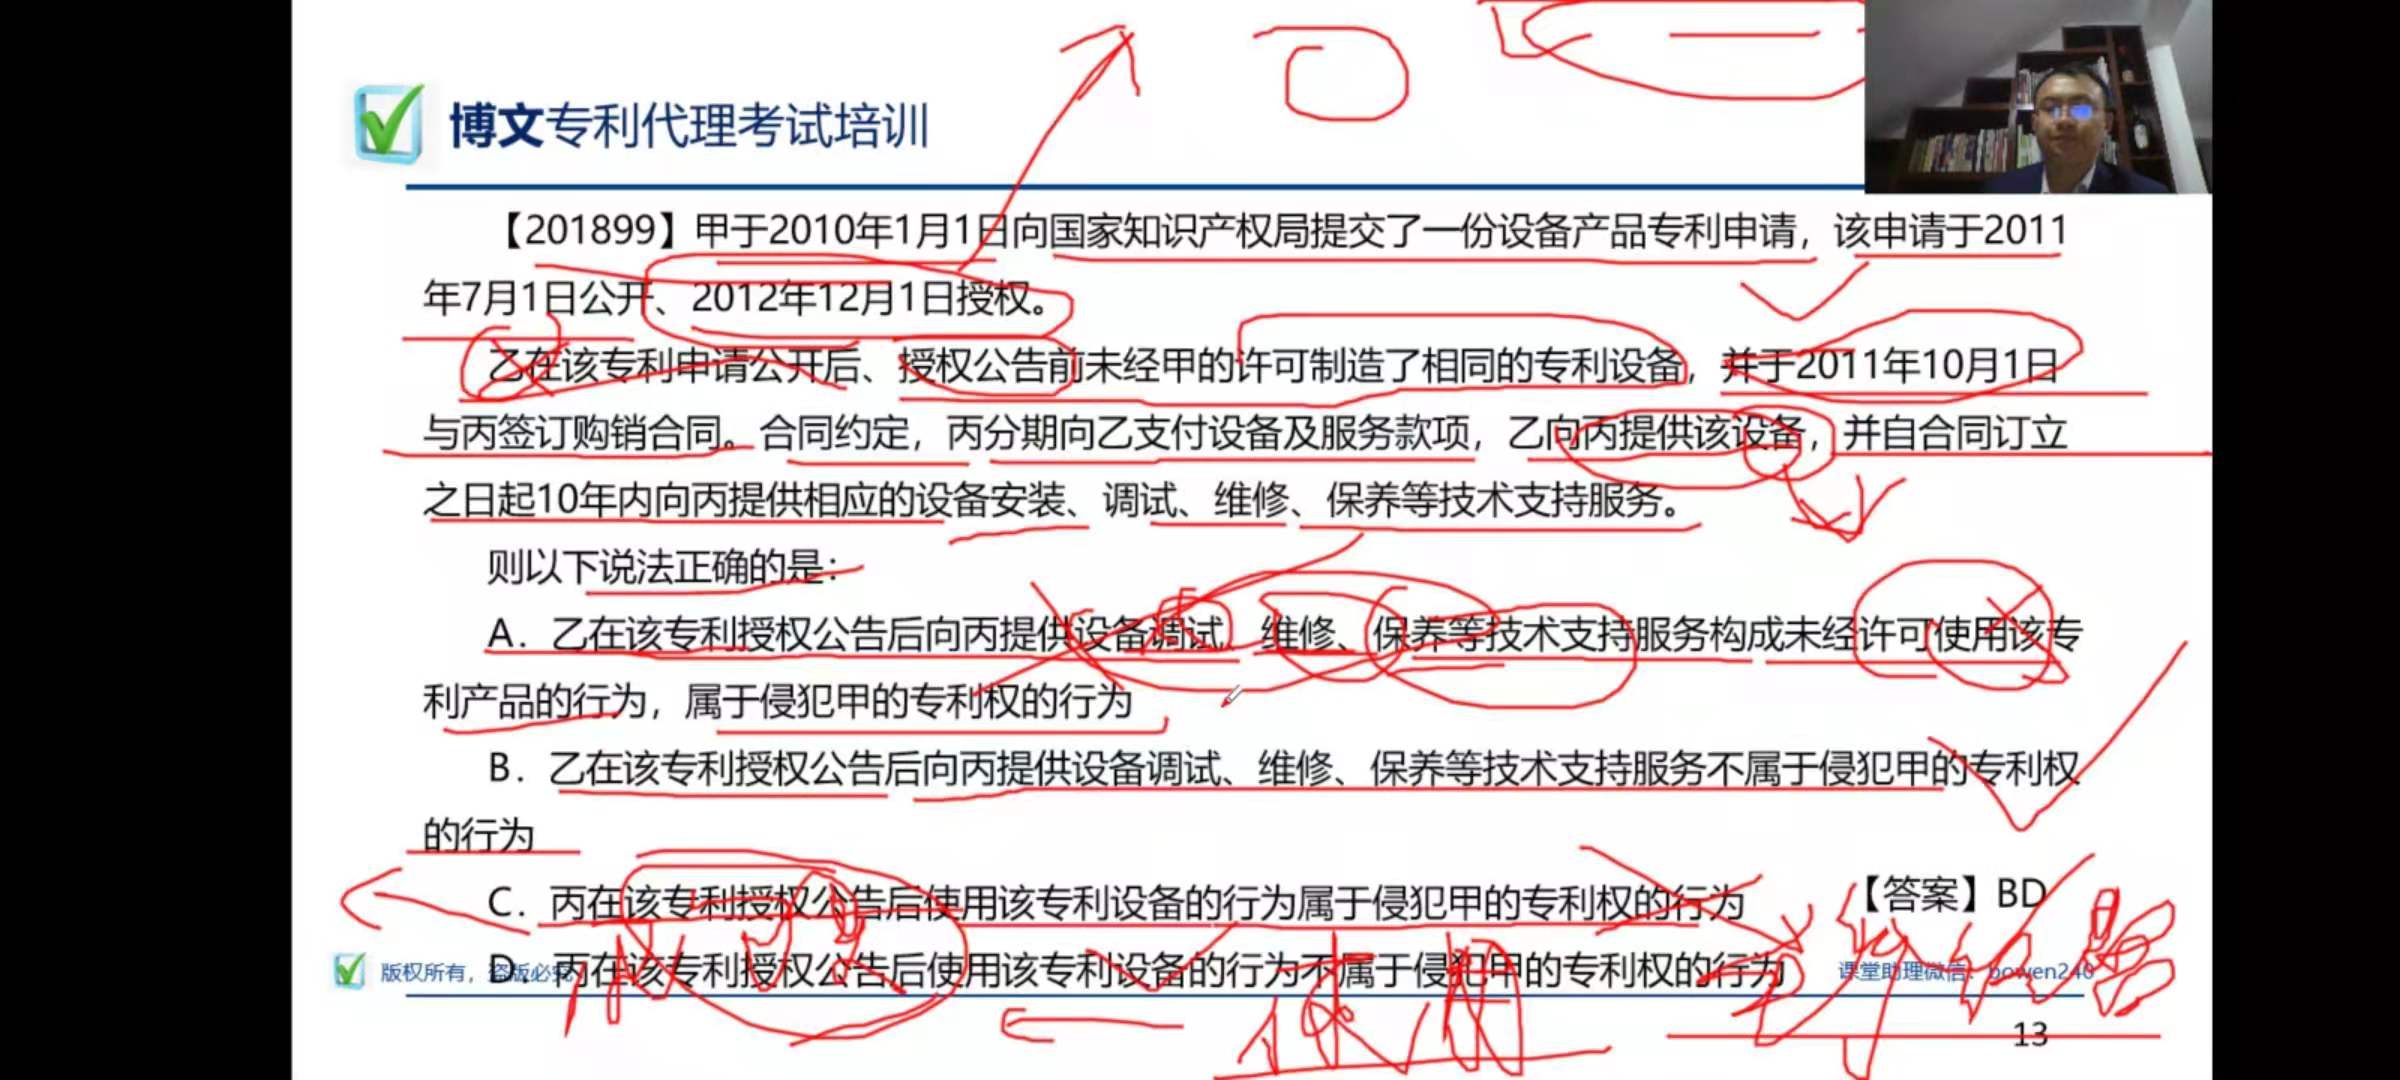 博文专利代理考试培训
【201899】甲于2010年1月1日向国家知识产权局提交了一份设备产品专利申请，该申请于2011
年7月1日公开、2012年12月1日授权。
乙在该专利申请公开后、授权公告前未经甲的许可制造了相同的专利设备，并于2011年10月1日
与丙签订购销合同。合同约定，丙分期向乙支付设备及服务款项，乙向丙提供该设备，并自合同订立
之日起10年内向丙提供相应的设备安装、调试、维修、保养等技术支持服务。
则以下说法正确的是：
A．乙在该专利授权公告后向丙提供设备调试、维修、保养等技术支持服务构成未经许可使用该专
利产品的行为，属于侵犯甲的专利权的行为
B．乙在该专利授权公告后向丙提供设备调试、维修、保养等技术支持服务不属于侵犯甲的专利权
的行为
C．丙在该专利授权公告后使用该专利设备的行为属于侵犯甲的专利权的行为
【答案】BD
D．丙在该专利授权公告后使用该专利设备的行为不属于侵犯甲的专利权的行为
版权所有，盗版必究
课堂助理微信：bowen240
13